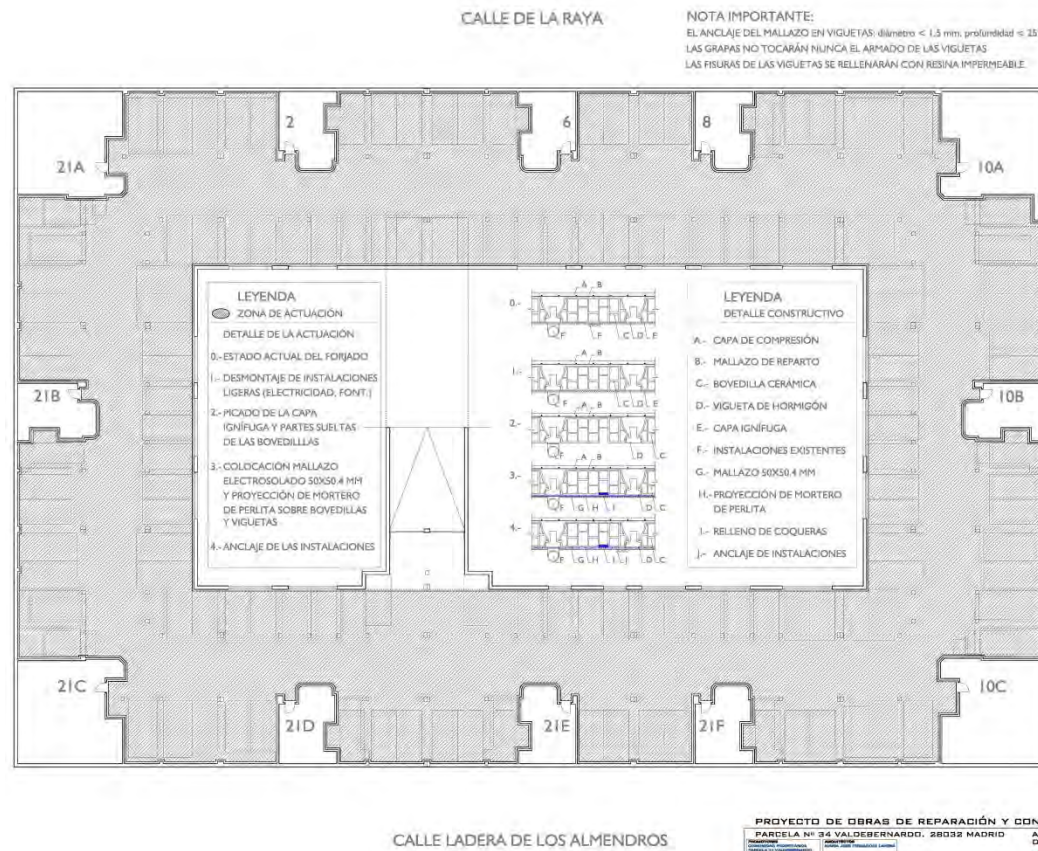 CALLE DE LA RAYA
NOTA IMPORTANTE:
EL ANCLAJE DEL MALLAZO EN VIGUETAS: diámetro < 1,5 mm, profundidad < 25
LAS GRAPAS NO TOCARÁN NUNCA EL ARMADO DE LAS VIGUETAS
LAS FISURAS DE LAS VIGUETAS SE RELLENARÁN CON RESINA IMPERMEABLE
2
6
8
21A
10A
LEYENDA
ZONA DE ACTUACIÓN
DETALLE DE LA ACTUACIÓN
0.- ESTADO ACTUAL DEL FORJADO
1.- DESMONTAJE DE INSTALACIONES
LIGERAS (ELECTRICIDAD, FONT.)
2.- PICADO DE LA CAPA
IGNÍFUGA Y PARTES SUELTAS
DE LAS BOVEDILLLAS
3.- COLOCACIÓN MALLAZO
ELECTROSOLADO 50X50.4 MM
Y PROYECCIÓN DE MORTERO
DE PERLITA SOBRE BOVEDILLAS
Y VIGUETAS
4.- ANCLAJE DE LAS INSTALACIONES
A B
0.-
F F C D E
A B
1.-
F C D E
A B
2.-
F D C
A B
3.-
F G H I D C
4.-
F G H I J D C
LEYENDA
DETALLE CONSTRUCTIVO
A.- CAPA DE COMPRESIÓN
B.- MALLAZO DE REPARTO
C.- BOVEDILLA CERÁMICA
D.- VIGUETA DE HORMIGÓN
E.- CAPA IGNÍFUGA
F.- INSTALACIONES EXISTENTES
G.- MALLAZO 50X50.4 MM
H.- PROYECCIÓN DE MORTERO
DE PERLITA
I.- RELLENO DE COQUERAS
J.- ANCLAJE DE INSTALACIONES
21B
10B
21C
21D
21E
21F
10C
CALLE LADERA DE LOS ALMENDROS
PROYECTO DE OBRAS DE REPARACIÓN Y CON
PARCELA Nº 34 VALDEBERNARDO. 28032 MADRID